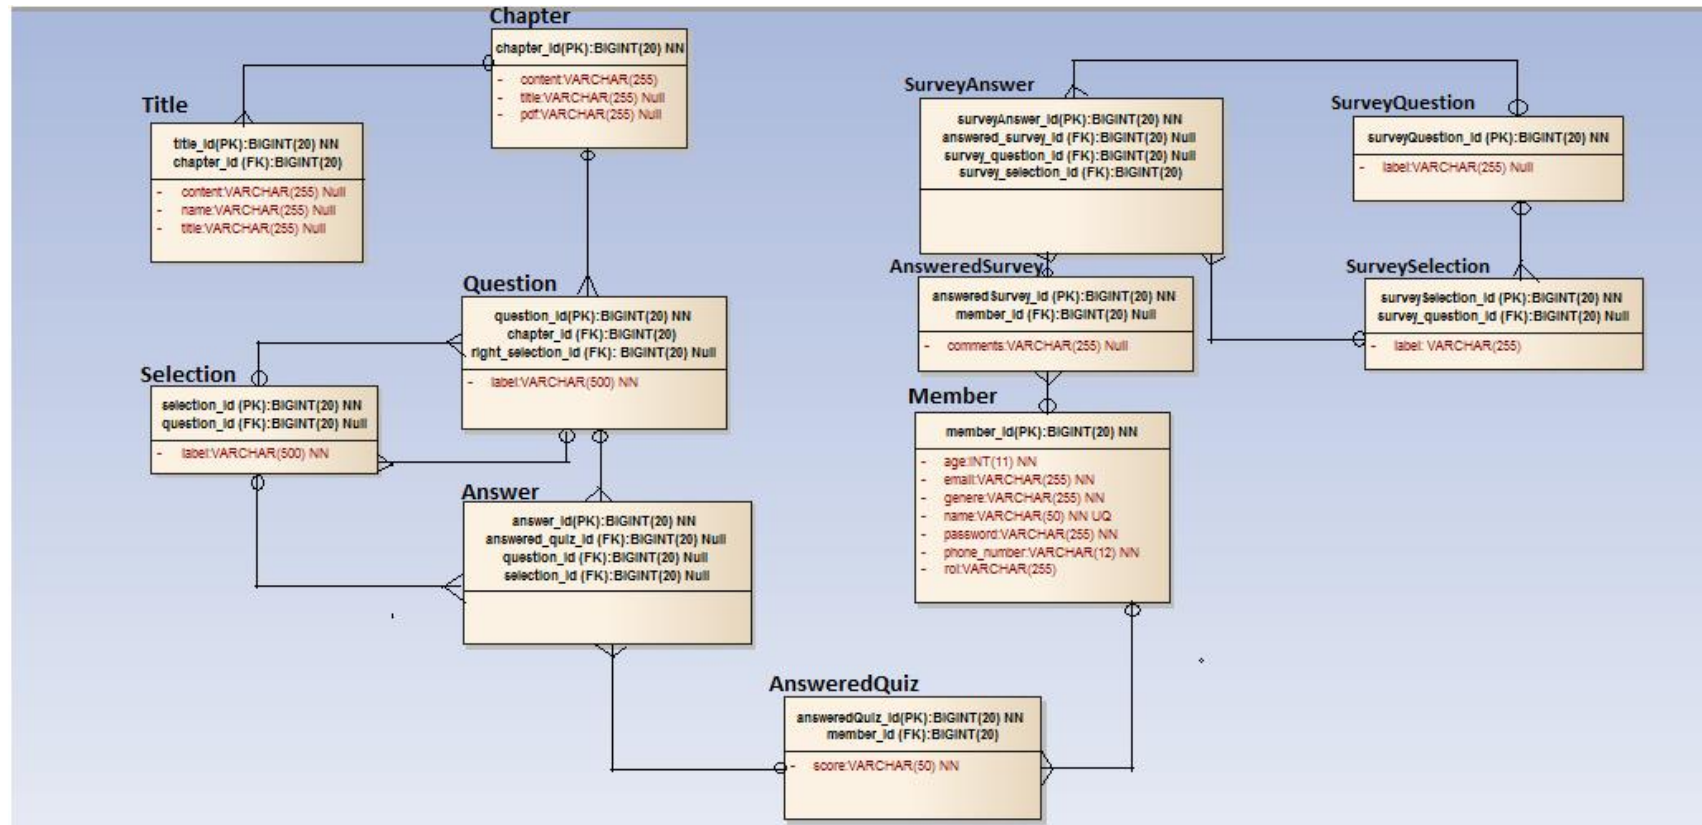 Chapter
chapter_id(PK):BIGINT(20) NN
- content:VARCHAR(255)
- title:VARCHAR(255) Null
- pdf:VARCHAR(255) Null
Title
title_id(PK):BIGINT(20) NN
chapter_id (FK):BIGINT(20)
- content:VARCHAR(255) Null
- name:VARCHAR(255) Null
- title:VARCHAR(255) Null
Question
question_id(PK):BIGINT(20) NN
chapter_id (FK):BIGINT(20)
right_selection_id (FK): BIGINT(20) Null
- label:VARCHAR(500) NN
Selection
selection_id (PK):BIGINT(20) NN
question_id (FK):BIGINT(20) Null
- label:VARCHAR(500) NN
Answer
answer_id(PK):BIGINT(20) NN
answered_quiz_id (FK):BIGINT(20) Null
question_id (FK):BIGINT(20) Null
selection_id (FK):BIGINT(20) Null
AnsweredQuiz
answeredQuiz_id(PK):BIGINT(20) NN
member_id (FK):BIGINT(20)
- score:VARCHAR(50) NN
SurveyAnswer
surveyAnswer_id(PK):BIGINT(20) NN
answered_survey_id (FK):BIGINT(20) Null
survey_question_id (FK):BIGINT(20) Null
survey_selection_id (FK):BIGINT(20)
SurveyQuestion
surveyQuestion_id (PK):BIGINT(20) NN
- label:VARCHAR(255) Null
AnsweredSurvey
answeredSurvey_id (PK):BIGINT(20) NN
member_id (FK):BIGINT(20) Null
- comments:VARCHAR(255) Null
SurveySelection
surveySelection_id (PK):BIGINT(20) NN
survey_question_id (FK):BIGINT(20) Null
- label: VARCHAR(255)
Member
member_id(PK):BIGINT(20) NN
- age:INT(11) NN
- email:VARCHAR(255) NN
- genere:VARCHAR(255) NN
- name:VARCHAR(50) NN UQ
- password:VARCHAR(255) NN
- phone_number:VARCHAR(12) NN
- rol:VARCHAR(255)